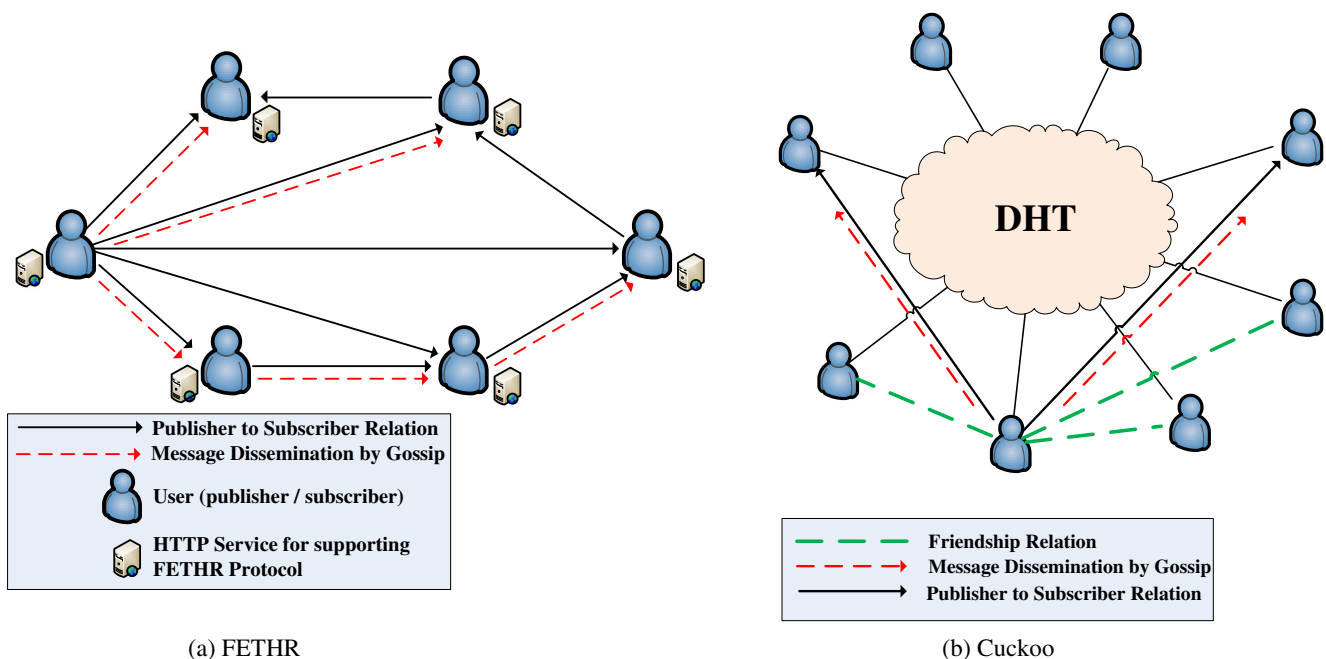 Publisher to Subscriber Relation
Message Dissemination by Gossip
User (publisher / subscriber)
HTTP Service for supporting
FETHR Protocol
(a) FETHR
DHT
Friendship Relation
Message Dissemination by Gossip
Publisher to Subscriber Relation
(b) Cuckoo